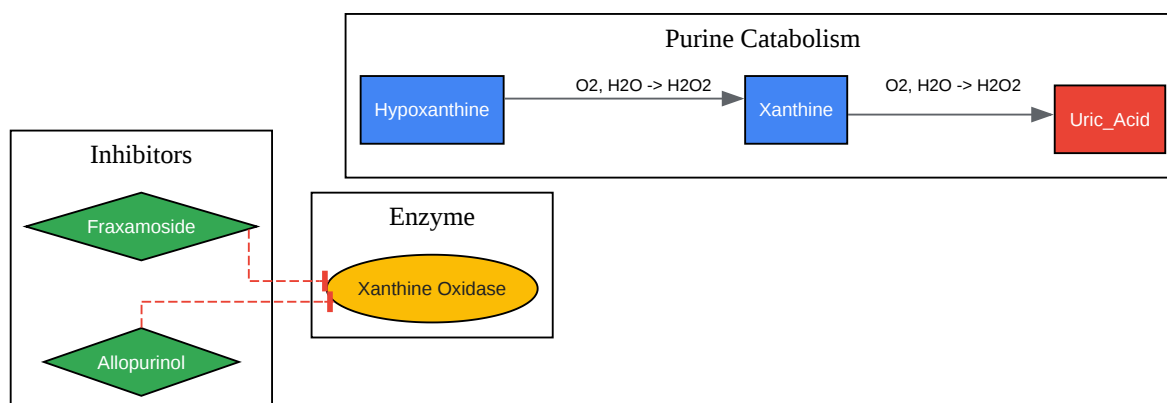 Purine Catabolism
O2, H2O -> H2O2
O2, H2O -> H2O2
Hypoxanthine
Xanthine
Uric_Acid
Inhibitors
Fraxamoside
Allopurinol
Enzyme
Xanthine Oxidase